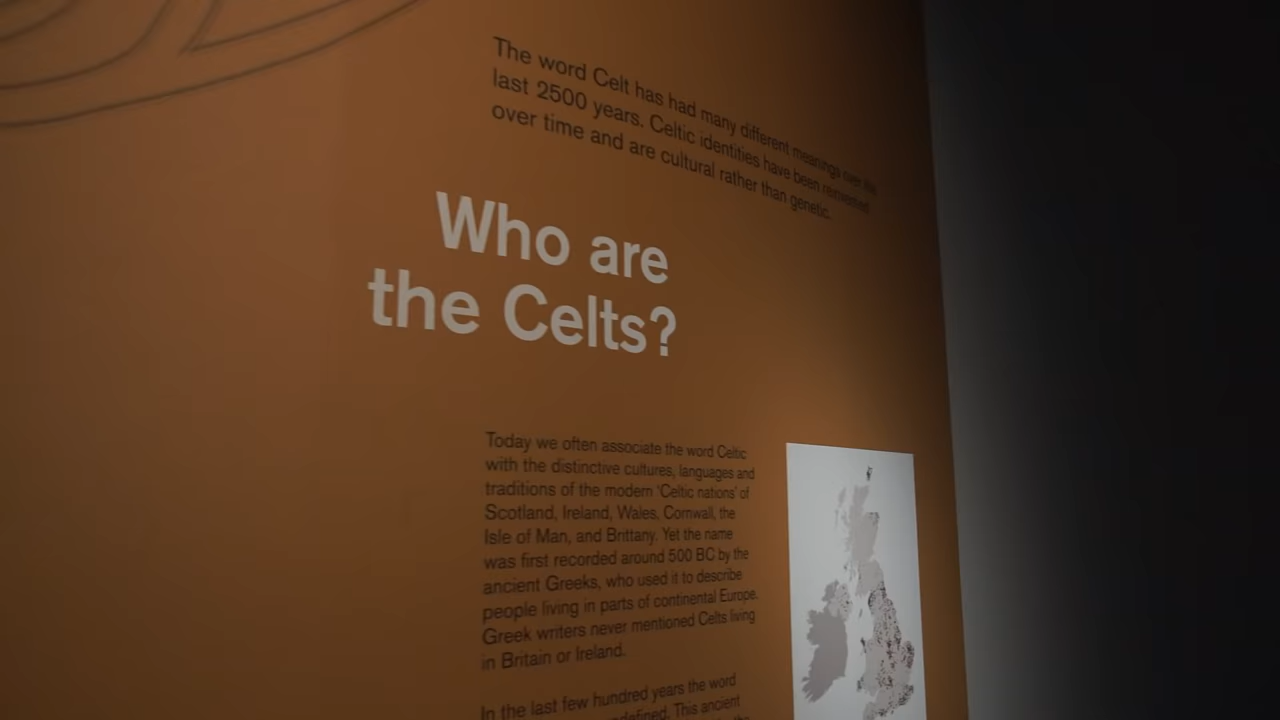 The word Celt has had many different meanings over the
last 2500 years. Celtic identities have been reinvented
over time and are cultural rather than genetic.
Who are
the Celts?
Today we often associate the word Celtic
with the distinctive cultures, languages and
traditions of the modern 'Celtic nations' of
Scotland, Ireland, Wales, Cornwall, the
Isle of Man, and Brittany. Yet the name
was first recorded around 500 BC by the
ancient Greeks, who used it to describe
people living in parts of continental Europe.
Greek writers never mentioned Celts living
in Britain or Ireland.
In the last few hundred years the word
This ancient